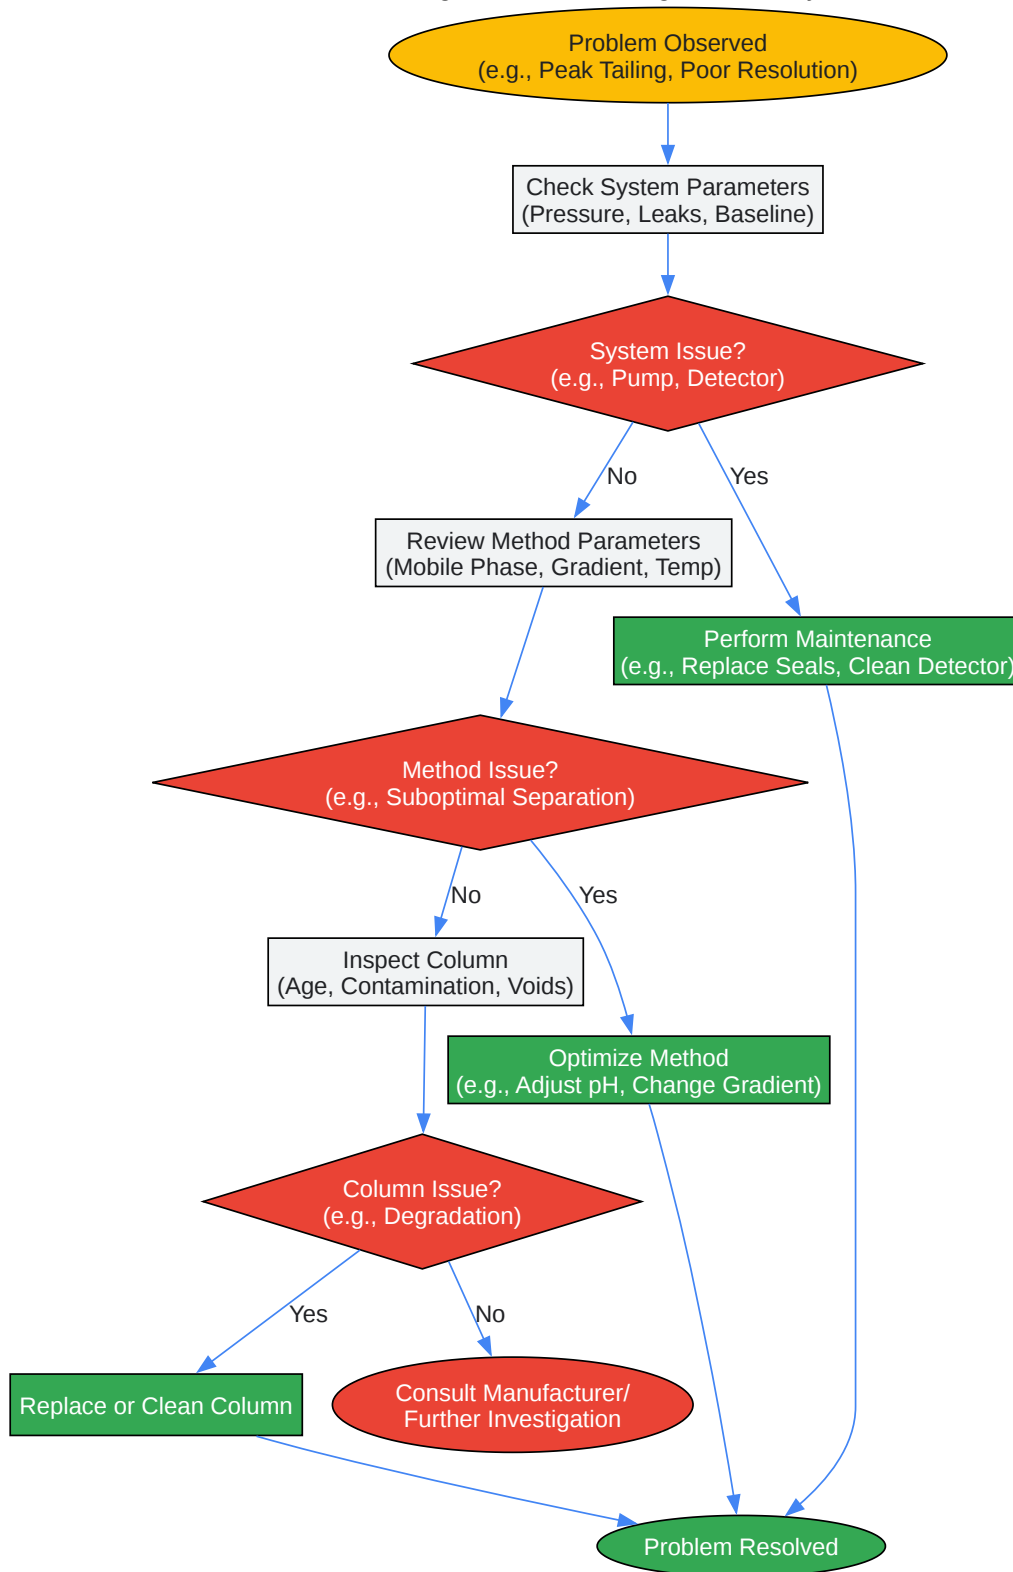 Problem Observed
(e.g., Peak Tailing, Poor Resolution)
Check System Parameters
(Pressure, Leaks, Baseline)
System Issue?
(e.g., Pump, Detector)
No
Yes
Review Method Parameters
(Mobile Phase, Gradient, Temp)
Perform Maintenance
(e.g., Replace Seals, Clean Detector)
Method Issue?
(e.g., Suboptimal Separation)
No
Yes
Inspect Column
(Age, Contamination, Voids)
Optimize Method
(e.g., Adjust pH, Change Gradient)
Column Issue?
(e.g., Degradation)
Yes
No
Replace or Clean Column
Consult Manufacturer/
Further Investigation
Problem Resolved